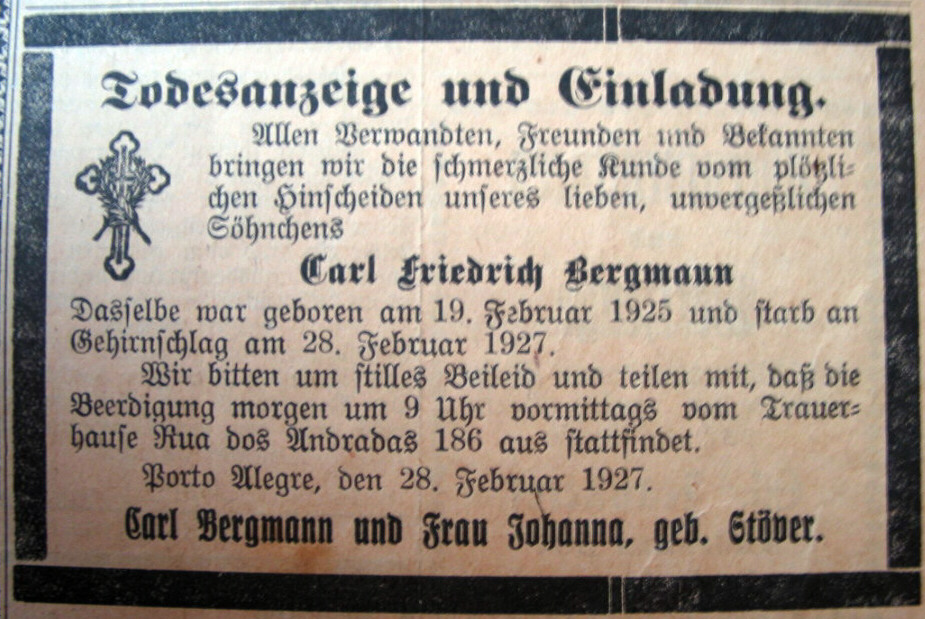 Todesanzeige und Einladung.
Allen Verwandten, Freunden und Bekannten
bringen wir die schmerzliche Kunde vom plötzli-
chen Hinscheiden unseres lieben, unvergeßlichen
Söhnchens
Carl Friedrich Bergmann
Dasselbe war geboren am 19. Februar 1925 und starb an
Gehirnschlag am 28. Februar 1927.
Wir bitten um stilles Beileid und teilen mit, daß die
Beerdigung morgen um 9 Uhr vormittags vom Trauer-
hause Rua dos Andradas 186 aus stattfindet.
Porto Alegre, den 28. Februar 1927.
Carl Bergmann und Frau Johanna, geb. Stöver.